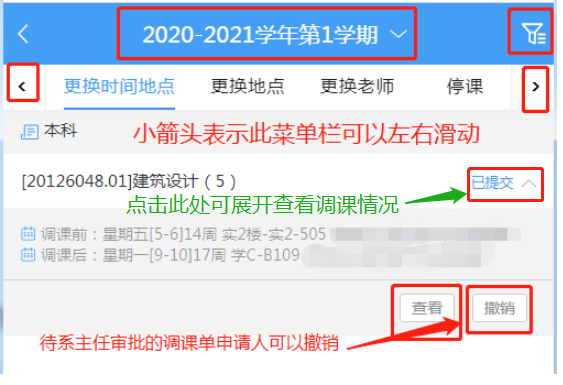 2020-2021学年第1学期
更换时间地点 更换地点 更换老师 停课
本科 小箭头表示此菜单栏可以左右滑动
[20126048.01]建筑设计（5） 已提交
点击此处可展开查看调课情况
调课前：星期五[5-6]14周 实2楼-实2-505
调课后：星期一[9-10]17周 学C-B109
查看 撤销
待系主任审批的调课单申请人可以撤销